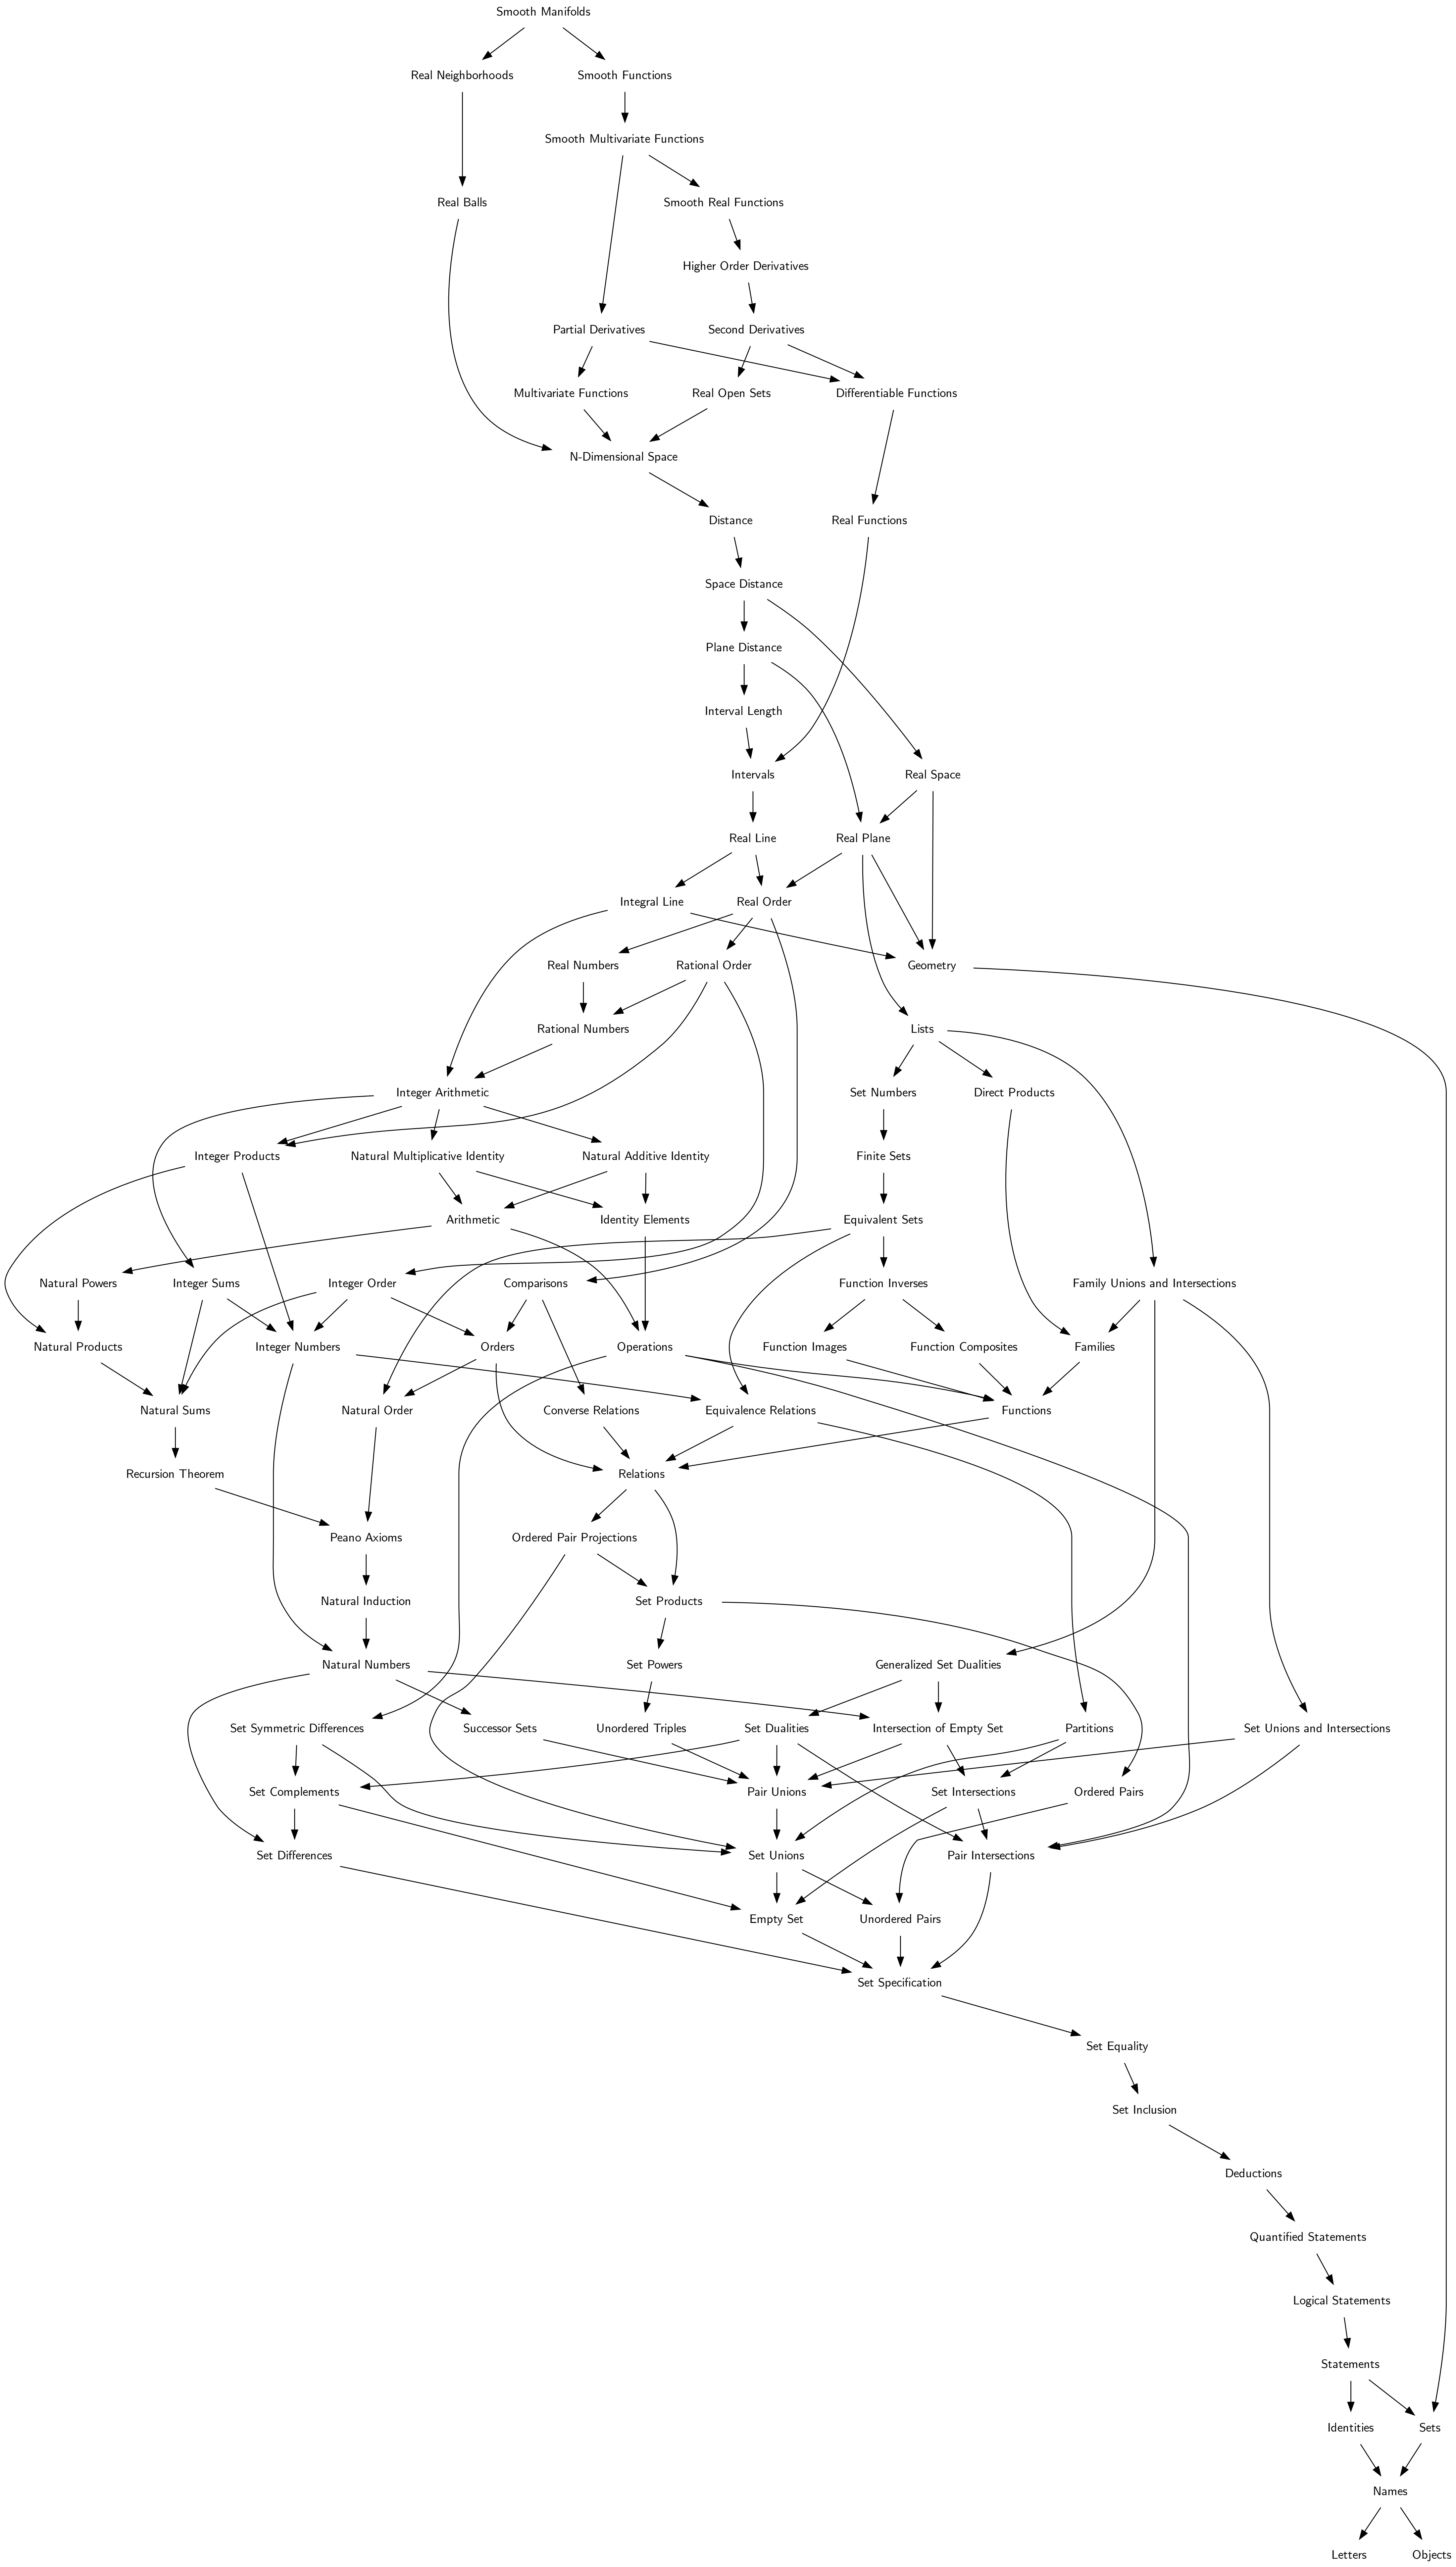 Smooth Manifolds
Real Neighborhoods
Smooth Functions
Smooth Multivariate Functions
Real Balls
Smooth Real Functions
Higher Order Derivatives
Partial Derivatives
Second Derivatives
Multivariate Functions
Real Open Sets
Differentiable Functions
N-Dimensional Space
Distance
Real Functions
Space Distance
Plane Distance
Interval Length
Intervals
Real Space
Real Line
Real Plane
Integral Line
Real Order
Real Numbers
Rational Order
Geometry
Rational Numbers
Lists
Integer Arithmetic
Set Numbers
Direct Products
Integer Products
Natural Multiplicative Identity
Natural Additive Identity
Finite Sets
Arithmetic
Identity Elements
Equivalent Sets
Natural Powers
Integer Sums
Integer Order
Comparisons
Function Inverses
Family Unions and Intersections
Natural Products
Integer Numbers
Orders
Operations
Function Images
Function Composites
Families
Natural Sums
Natural Order
Converse Relations
Equivalence Relations
Functions
Recursion Theorem
Relations
Peano Axioms
Ordered Pair Projections
Natural Induction
Set Products
Natural Numbers
Set Powers
Generalized Set Dualities
Set Symmetric Differences
Successor Sets
Unordered Triples
Set Dualities
Intersection of Empty Set
Partitions
Set Unions and Intersections
Set Complements
Pair Unions
Set Intersections
Ordered Pairs
Set Differences
Set Unions
Pair Intersections
Empty Set
Unordered Pairs
Set Specification
Set Equality
Set Inclusion
Deductions
Quantified Statements
Logical Statements
Statements
Identities
Sets
Names
Letters
Objects